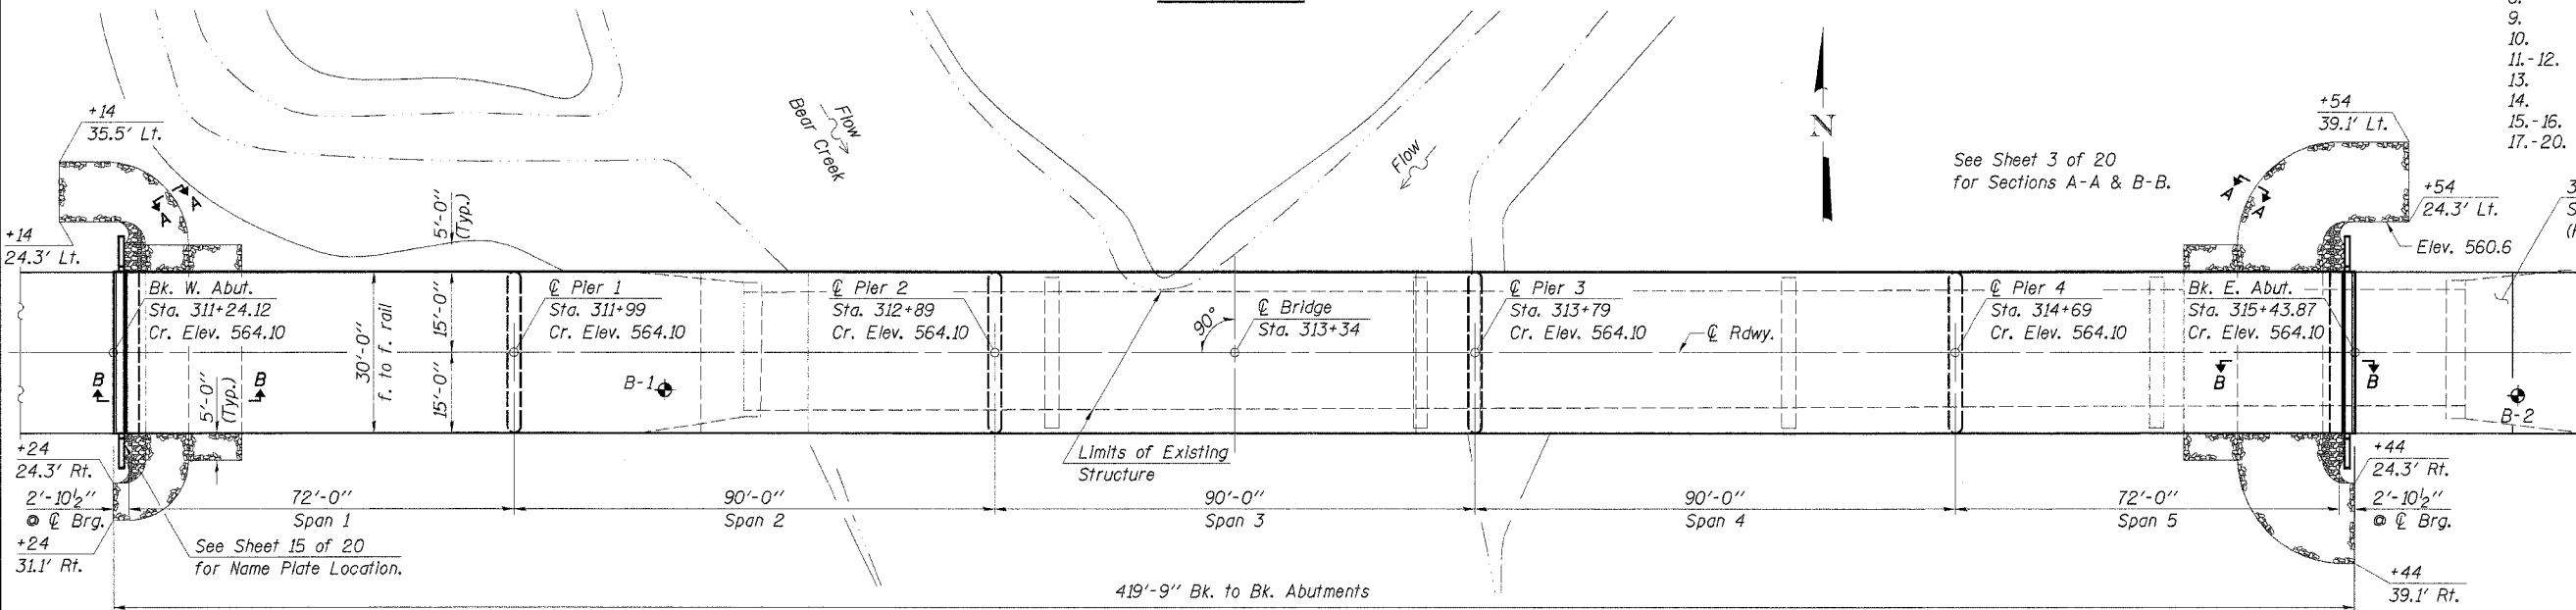 8.
9.
10.
11.-12.
13.
14.
15.-16.
17.-20.
+14
35.5' Lt.
+14
24.3' Lt.
Flow
Bear Creek
Flow
N
See Sheet 3 of 20
for Sections A-A & B-B.
+54
39.1' Lt.
+54
24.3' Lt.
Elev. 560.6
A
A
A
A
5'-0"
(Typ.)
Bk. W. Abut.
Sta. 311+24.12
Cr. Elev. 564.10
30'-0"
f. to f. rail
15'-0"
15'-0"
℄ Pier 1
Sta. 311+99
Cr. Elev. 564.10
℄ Pier 2
Sta. 312+89
Cr. Elev. 564.10
90°
℄ Bridge
Sta. 313+34
℄ Pier 3
Sta. 313+79
Cr. Elev. 564.10
℄ Rdwy.
℄ Pier 4
Sta. 314+69
Cr. Elev. 564.10
Bk. E. Abut.
Sta. 315+43.87
Cr. Elev. 564.10
B
B
B
B
B-1
B-2
5'-0"
(Typ.)
Limits of Existing
Structure
+24
24.3' Rt.
2'-10½"
@ ℄ Brg.
+24
31.1' Rt.
72'-0"
Span 1
90'-0"
Span 2
90'-0"
Span 3
90'-0"
Span 4
72'-0"
Span 5
+44
24.3' Rt.
2'-10½"
@ ℄ Brg.
+44
39.1' Rt.
See Sheet 15 of 20
for Name Plate Location.
419'-9" Bk. to Bk. Abutments